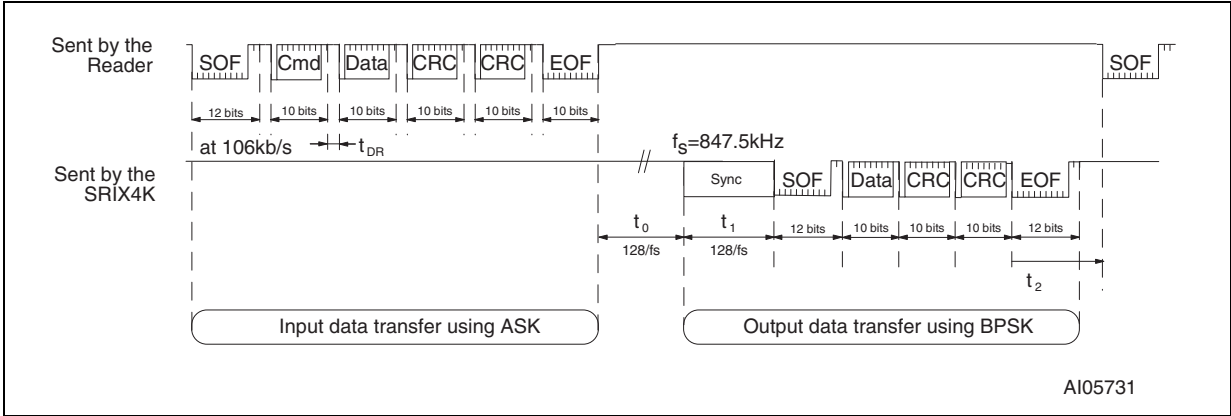 Sent by the Reader
SOF Cmd Data CRC CRC EOF SOF
12 bits 10 bits 10 bits 10 bits 10 bits 10 bits
at 106kb/s tDR fs=847.5kHz
Sent by the SRIX4K
Sync SOF Data CRC CRC EOF
t0 t1 12 bits 10 bits 10 bits 10 bits 12 bits
128/fs 128/fs
t2
Input data transfer using ASK Output data transfer using BPSK
AI05731